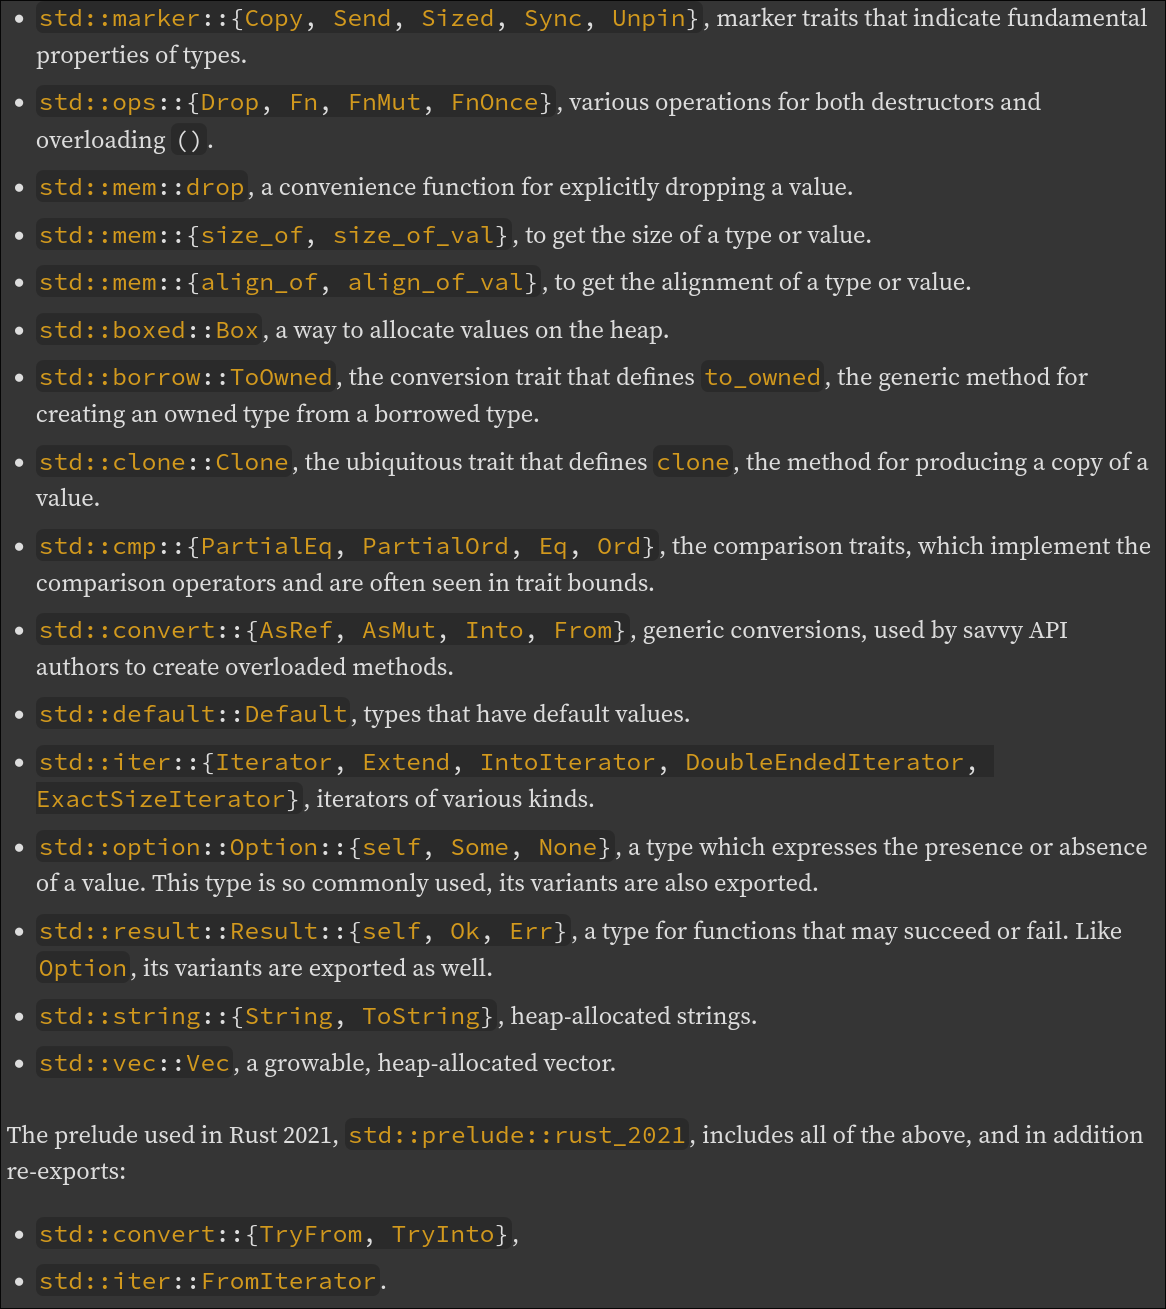 • std::marker::{Copy, Send, Sized, Sync, Unpin}, marker traits that indicate fundamental
properties of types.
• std::ops::{Drop, Fn, FnMut, FnOnce}, various operations for both destructors and
overloading ().
• std::mem::drop, a convenience function for explicitly dropping a value.
• std::mem::{size_of, size_of_val}, to get the size of a type or value.
• std::mem::{align_of, align_of_val}, to get the alignment of a type or value.
• std::boxed::Box, a way to allocate values on the heap.
• std::borrow::ToOwned, the conversion trait that defines to_owned, the generic method for
creating an owned type from a borrowed type.
• std::clone::Clone, the ubiquitous trait that defines clone, the method for producing a copy of a
value.
• std::cmp::{PartialEq, PartialOrd, Eq, Ord}, the comparison traits, which implement the
comparison operators and are often seen in trait bounds.
• std::convert::{AsRef, AsMut, Into, From}, generic conversions, used by savvy API
authors to create overloaded methods.
• std::default::Default, types that have default values.
• std::iter::{Iterator, Extend, IntoIterator, DoubleEndedIterator,
ExactSizeIterator}, iterators of various kinds.
• std::option::Option::{self, Some, None}, a type which expresses the presence or absence
of a value. This type is so commonly used, its variants are also exported.
• std::result::Result::{self, Ok, Err}, a type for functions that may succeed or fail. Like
Option, its variants are exported as well.
• std::string::{String, ToString}, heap-allocated strings.
• std::vec::Vec, a growable, heap-allocated vector.
The prelude used in Rust 2021, std::prelude::rust_2021, includes all of the above, and in addition
re-exports:
• std::convert::{TryFrom, TryInto},
• std::iter::FromIterator.